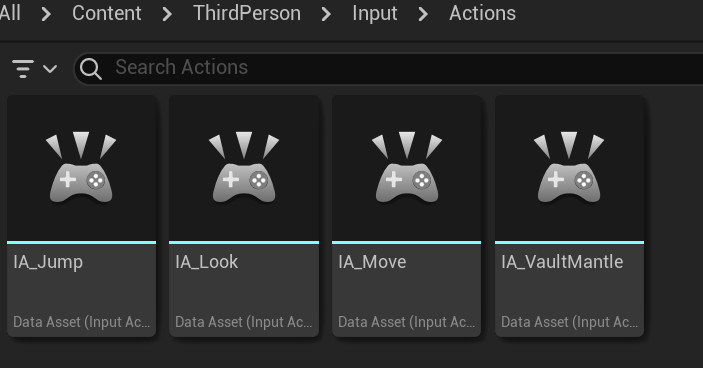 All > Content > ThirdPerson > Input > Actions
Search Actions
IA_Jump IA_Look IA_Move IA_VaultMantle
Data Asset (Input Ac... Data Asset (Input Ac... Data Asset (Input Ac... Data Asset (Input Ac...